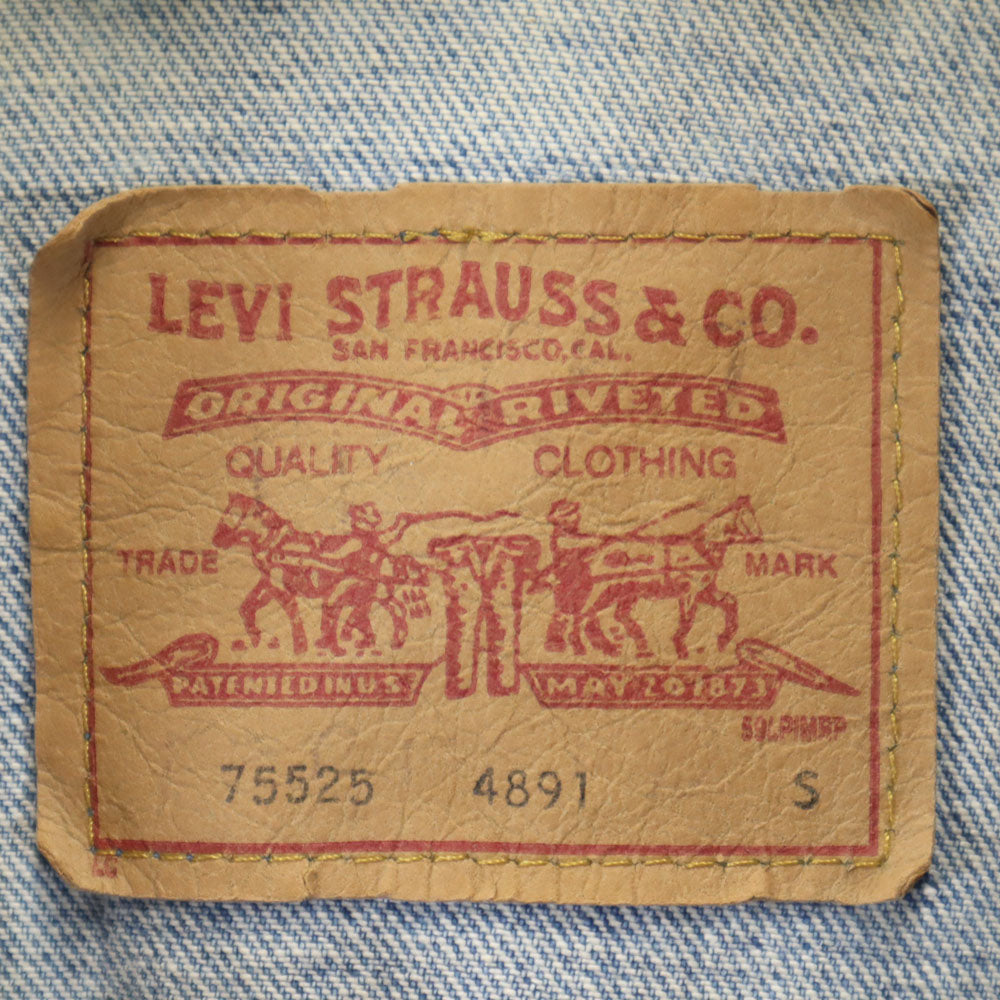 LEVI STRAUSS & CO.
SAN FRANCISCO, CAL.
ORIGINAL RIVETED
QUALITY CLOTHING
TRADE MARK
PATENTED IN U.S. MAY 20 1873
75525 4891 S